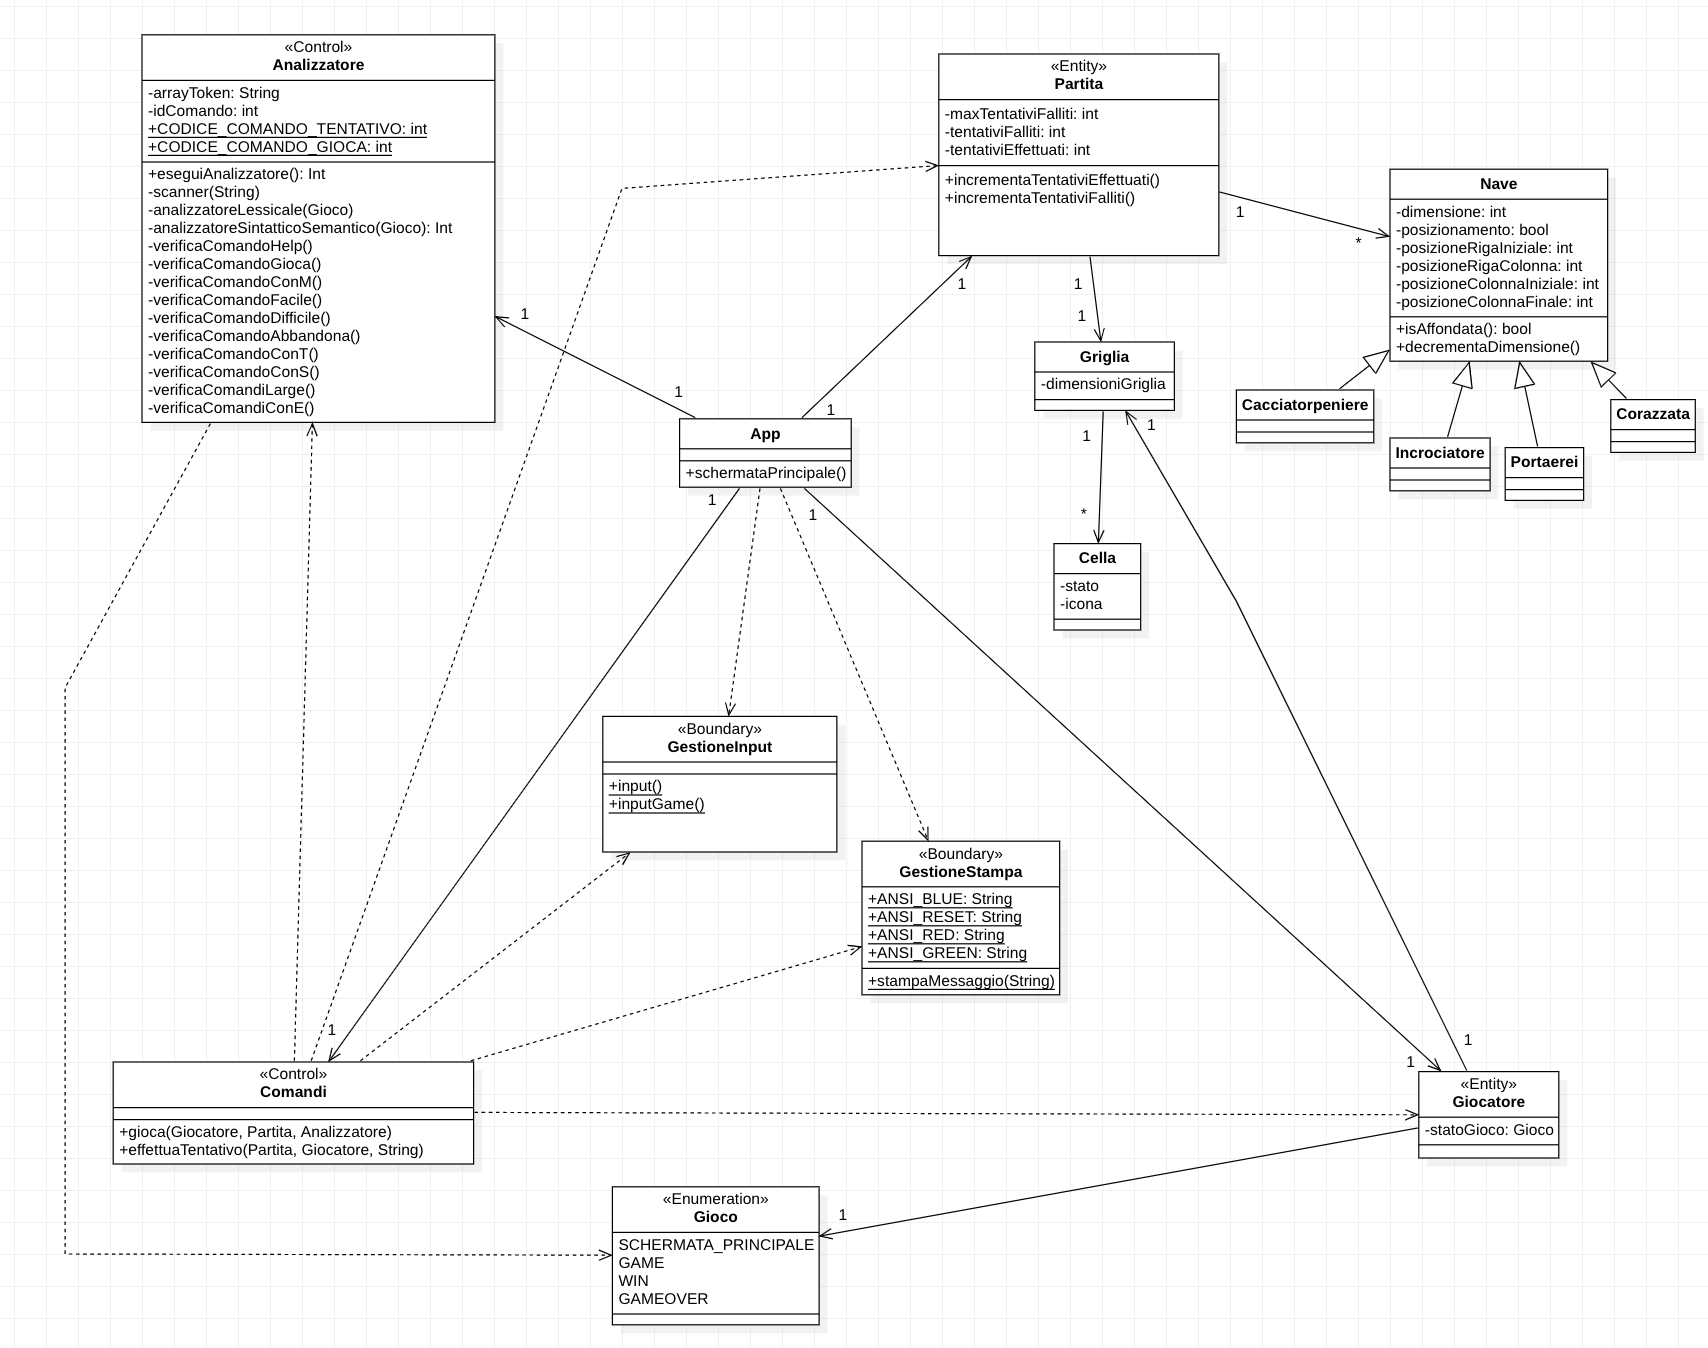 «Control»
Analizzatore
-arrayToken: String
-idComando: int
+CODICE_COMANDO_TENTATIVO: int
+CODICE_COMANDO_GIOCA: int
+eseguiAnalizzatore(): Int
-scanner(String)
-analizzatoreLessicale(Gioco)
-analizzatoreSintatticoSemantico(Gioco): Int
-verificaComandoHelp()
-verificaComandoGioca()
-verificaComandoConM()
-verificaComandoFacile()
-verificaComandoDifficile()
-verificaComandoAbbandona()
-verificaComandoConT()
-verificaComandoConS()
-verificaComandiLarge()
-verificaComandiConE()
«Entity»
Partita
-maxTentativiFalliti: int
-tentativiFalliti: int
-tentativiEffettuati: int
+incrementaTentativiEffettuati()
+incrementaTentativiFalliti()
Nave
-dimensione: int
-posizionamento: bool
-posizioneRigaIniziale: int
-posizioneRigaColonna: int
-posizioneColonnaIniziale: int
-posizioneColonnaFinale: int
+isAffondata(): bool
+decrementaDimensione()
1
*
1
1
1
1
1
1
Griglia
-dimensioniGriglia
Cacciatorpeniere
Incrociatore
Portaerei
Corazzata
App
+schermataPrincipale()
1
1
1
1
*
Cella
-stato
-icona
«Boundary»
GestioneInput
+input()
+inputGame()
«Boundary»
GestioneStampa
+ANSI_BLUE: String
+ANSI_RESET: String
+ANSI_RED: String
+ANSI_GREEN: String
+stampaMessaggio(String)
1
1
1
«Control»
Comandi
+gioca(Giocatore, Partita, Analizzatore)
+effettuaTentativo(Partita, Giocatore, String)
«Entity»
Giocatore
-statoGioco: Gioco
1
«Enumeration»
Gioco
SCHERMATA_PRINCIPALE
GAME
WIN
GAMEOVER